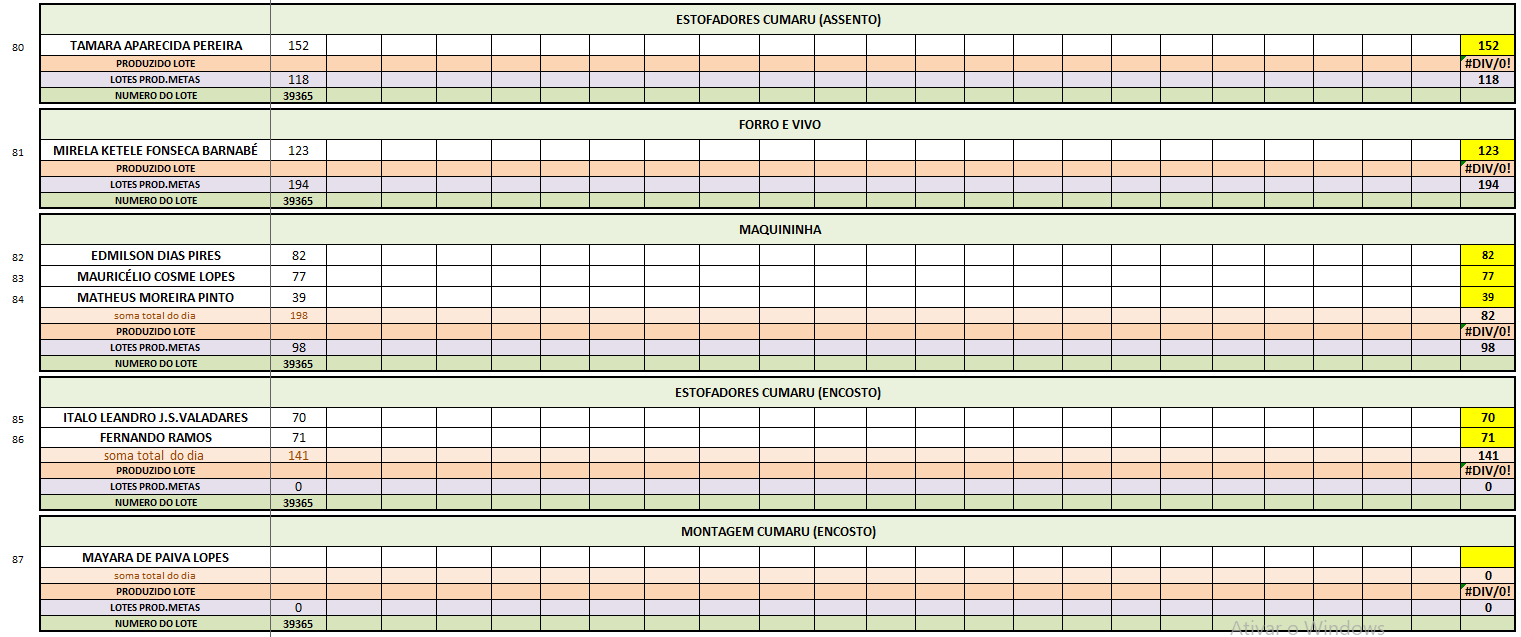 ESTOFADORES CUMARU (ASSENTO)
80 TAMARA APARECIDA PEREIRA 152 152
PRODUZIDO LOTE #DIV/0!
LOTES PROD.METAS 118 118
NUMERO DO LOTE 39365
FORRO E VIVO
81 MIRELA KETELE FONSECA BARNABÉ 123 123
PRODUZIDO LOTE #DIV/0!
LOTES PROD.METAS 194 194
NUMERO DO LOTE 39365
MAQUININHA
82 EDMILSON DIAS PIRES 82 82
83 MAURICÉLIO COSME LOPES 77 77
84 MATHEUS MOREIRA PINTO 39 39
soma total do dia 198 82
PRODUZIDO LOTE #DIV/0!
LOTES PROD.METAS 98 98
NUMERO DO LOTE 39365
ESTOFADORES CUMARU (ENCOSTO)
85 ITALO LEANDRO J.S.VALADARES 70 70
86 FERNANDO RAMOS 71 71
soma total do dia 141 141
PRODUZIDO LOTE #DIV/0!
LOTES PROD.METAS 0 0
NUMERO DO LOTE 39365
MONTAGEM CUMARU (ENCOSTO)
87 MAYARA DE PAIVA LOPES
soma total do dia 0
PRODUZIDO LOTE #DIV/0!
LOTES PROD.METAS 0 0
NUMERO DO LOTE 39365
Ativar o Windows